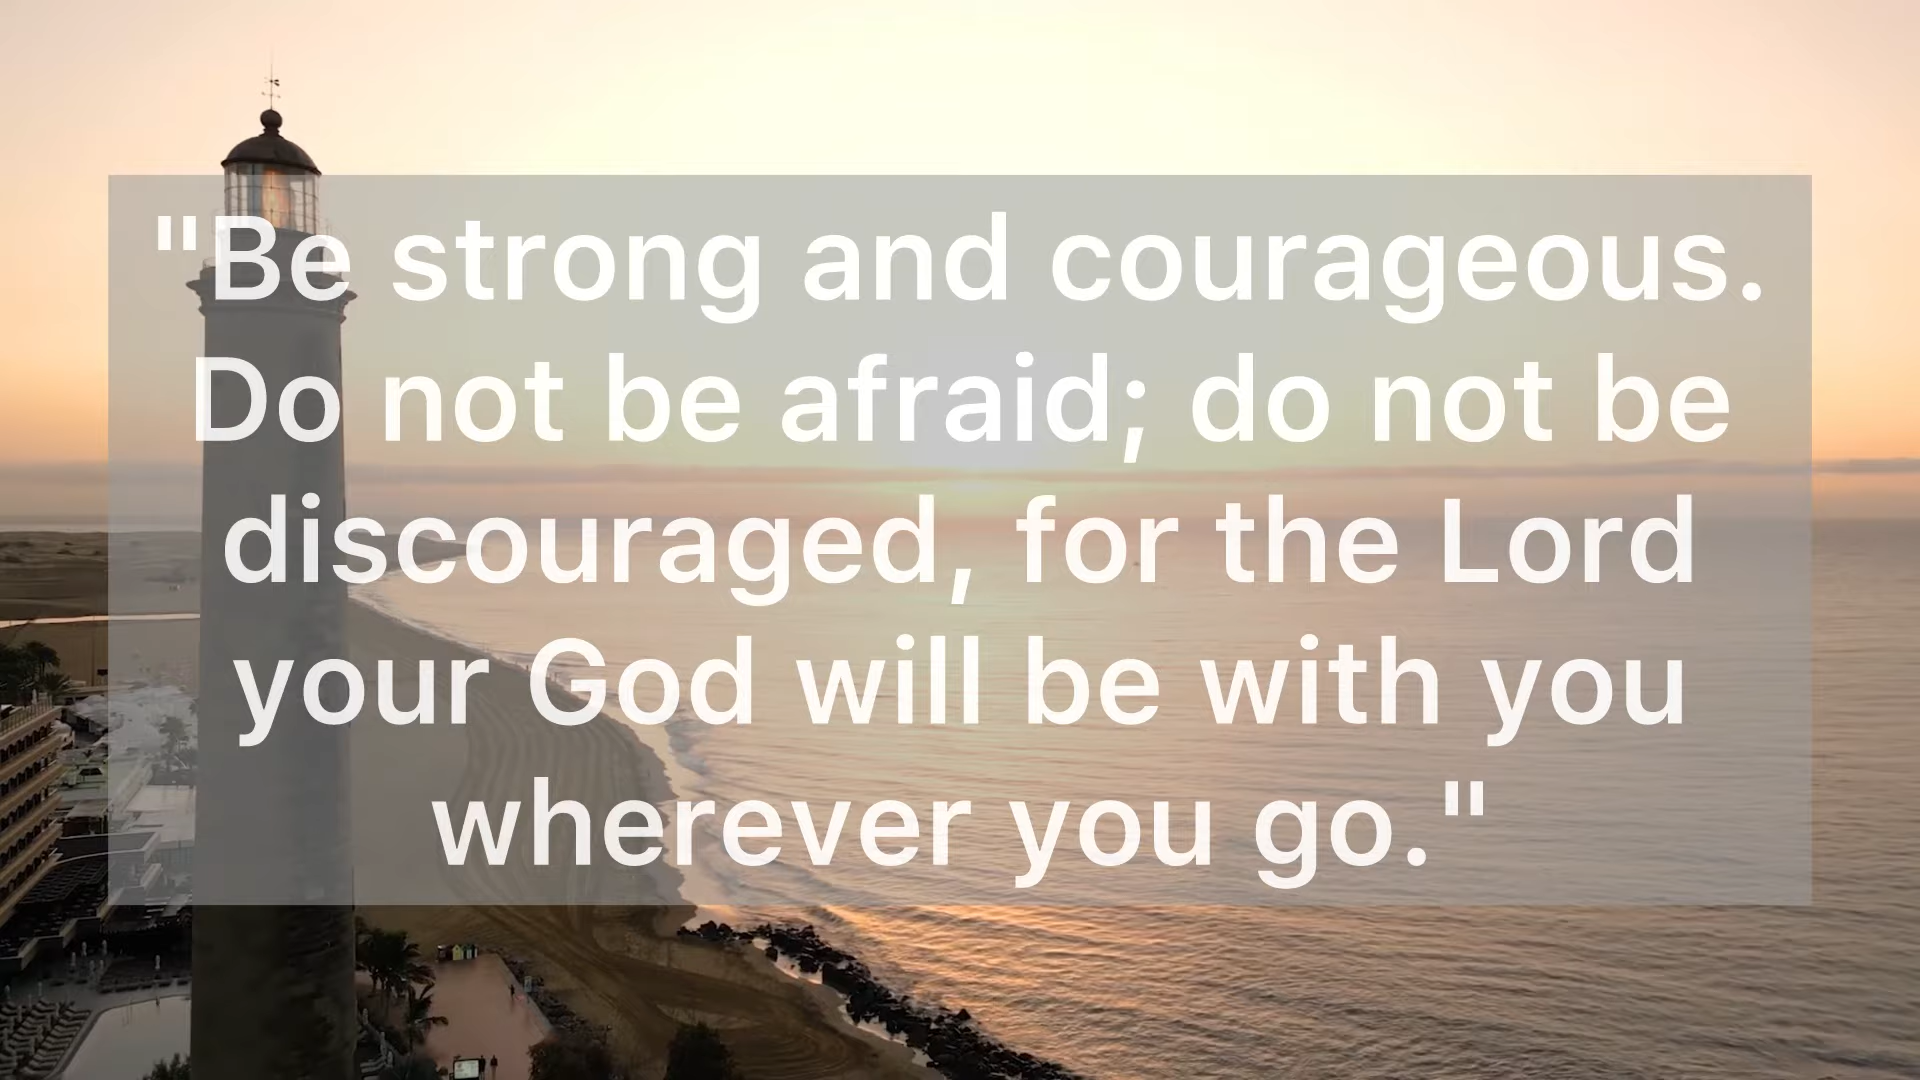 "Be strong and courageous.
Do not be afraid; do not be
discouraged, for the Lord
your God will be with you
wherever you go."